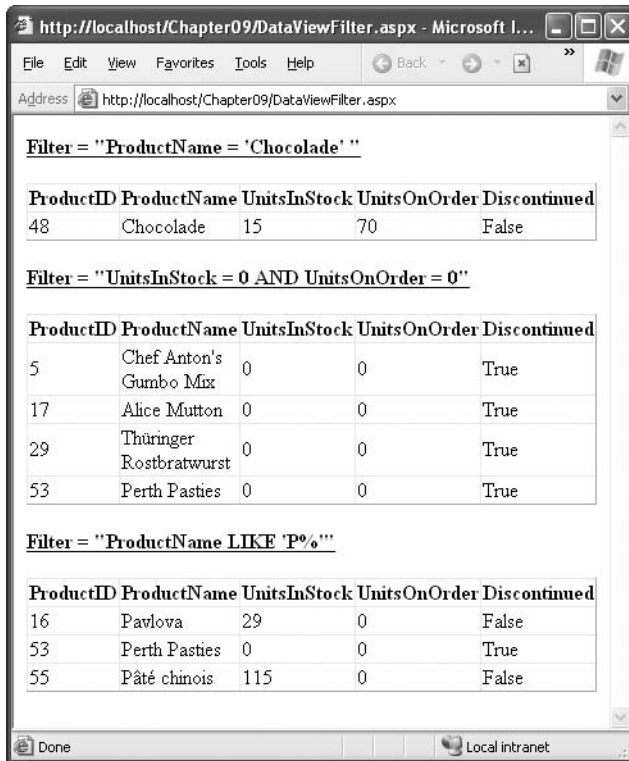 http://localhost/Chapter09/DataViewFilter.aspx - Microsoft I...
File Edit View Favorites Tools Help Back »
Address http://localhost/Chapter09/DataViewFilter.aspx
Filter = "ProductName = 'Chocolade' "
ProductID ProductName UnitsInStock UnitsOnOrder Discontinued
48 Chocolade 15 70 False
Filter = "UnitsInStock = 0 AND UnitsOnOrder = 0"
ProductID ProductName UnitsInStock UnitsOnOrder Discontinued
5 Chef Anton's Gumbo Mix 0 0 True
17 Alice Mutton 0 0 True
29 Thüringer Rostbratwurst 0 0 True
53 Perth Pasties 0 0 True
Filter = "ProductName LIKE 'P%'"
ProductID ProductName UnitsInStock UnitsOnOrder Discontinued
16 Pavlova 29 0 False
53 Perth Pasties 0 0 True
55 Pâté chinois 115 0 False
Done Local intranet